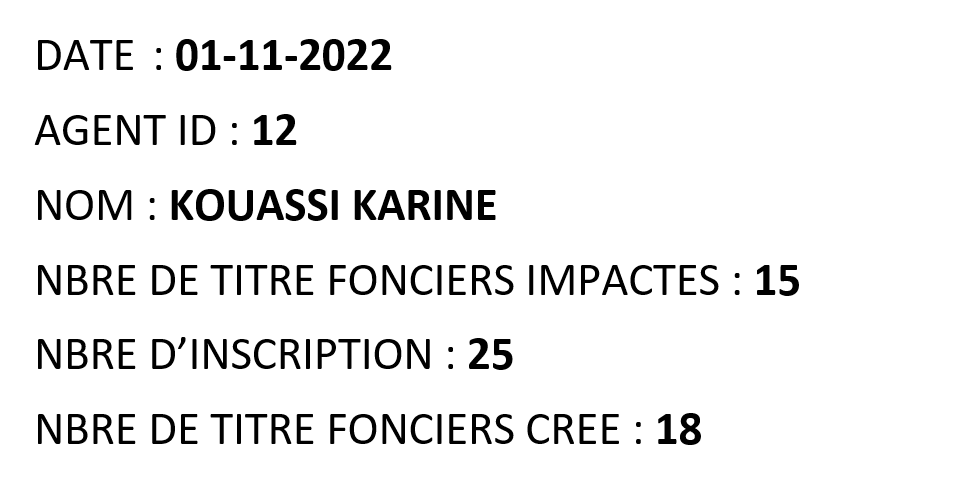 DATE : 01-11-2022
AGENT ID : 12
NOM : KOUASSI KARINE
NBRE DE TITRE FONCIERS IMPACTES : 15
NBRE D’INSCRIPTION : 25
NBRE DE TITRE FONCIERS CREE : 18